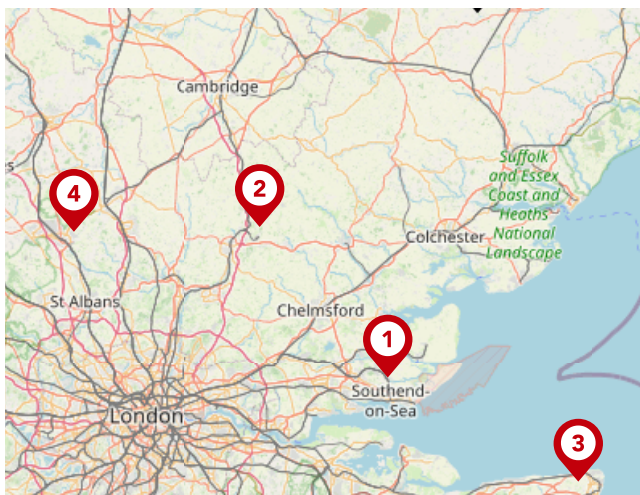 Cambridge
s
2
4
Suffolk
and Essex
Coast and
Heaths
National
Landscape
Colchester
St Albans
Chelmsford
1
Southend-
on-Sea
London
3